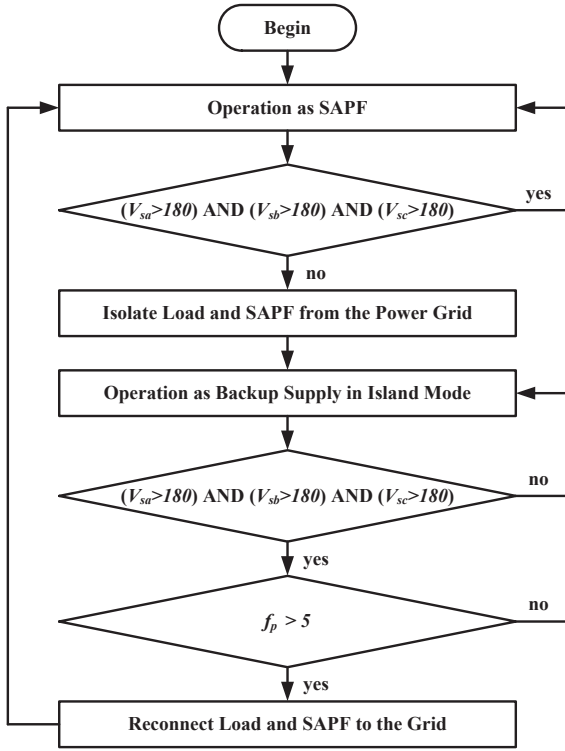 Begin
Operation as SAPF
(Vsa>180) AND (Vsb>180) AND (Vsc>180)
yes
no
Isolate Load and SAPF from the Power Grid
Operation as Backup Supply in Island Mode
(Vsa>180) AND (Vsb>180) AND (Vsc>180)
no
yes
fp > 5
no
yes
Reconnect Load and SAPF to the Grid